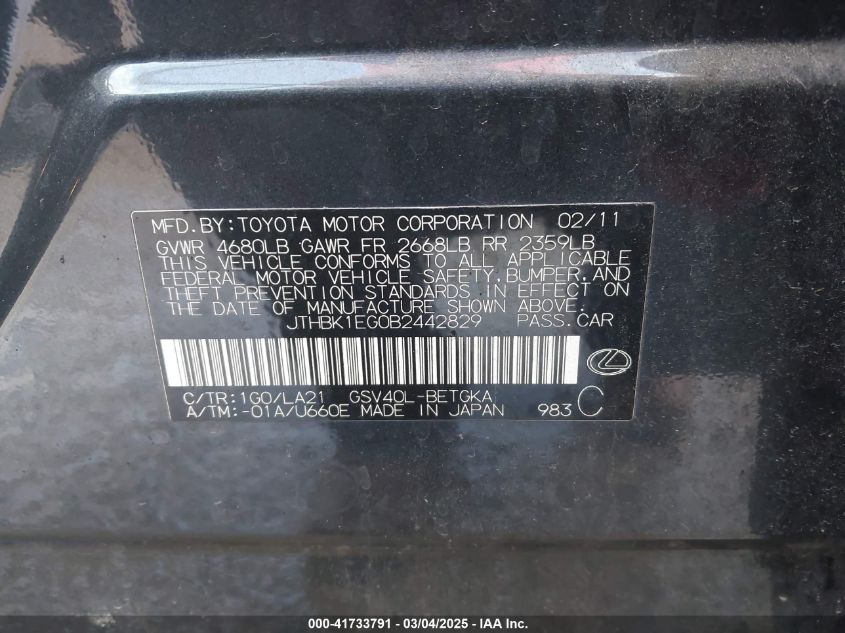 MFD.BY:TOYOTA MOTOR CORPORATION 02/11
GVWR 4680LB GAWR FR 2668LB RR 2359LB
THIS VEHICLE CONFORMS TO ALL APPLICABLE
FEDERAL MOTOR VEHICLE SAFETY,BUMPER,AND
THEFT PREVENTION STANDARDS IN EFFECT ON
THE DATE OF MANUFACTURE SHOWN ABOVE.
JTHBK1EG0B2442829 PASS.CAR
C/TR:1G0/LA21 GSV40L-BETGKA
A/TM:-01A/U660E MADE IN JAPAN 983 C
000-41733791 - 03/04/2025 - IAA Inc.